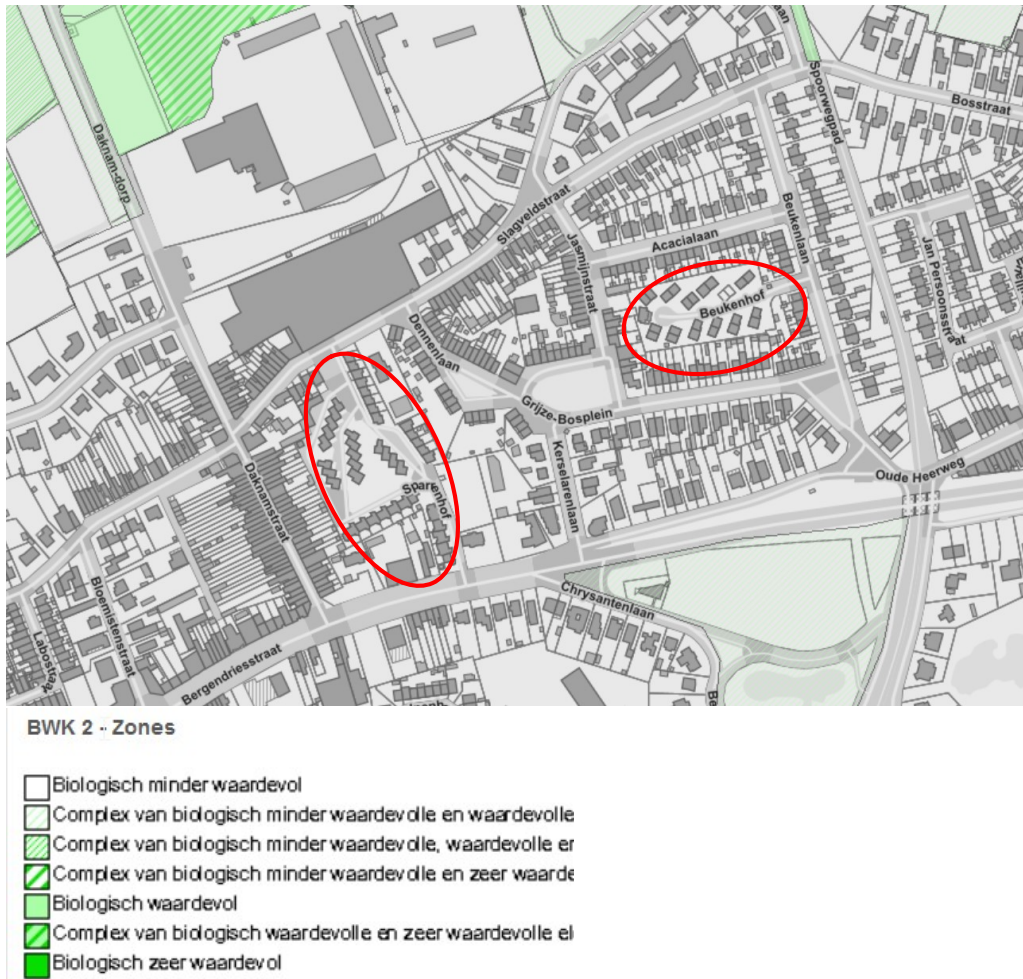 Daknam-dorp
Spoorwegpad
Bosstraat
Slagveldstraat
Jasmijnstraat
Acacialaan
Beukenlaan
Jan Persoonsstraat
Beukenhof
Dennenlaan
Grijze-Bosplein
Kerselarenlaan
Oude Heerweg
Daknamstraat
Sparrenhof
Bloemistenstraat
Chrysantenlaan
Bergendriesstraat
BWK 2 - Zones
Biologisch minder waardevol
Complex van biologisch minder waardevolle en waardevolle
Complex van biologisch minder waardevolle, waardevolle er
Complex van biologisch minder waardevolle en zeer waarde
Biologisch waardevol
Complex van biologisch waardevolle en zeer waardevolle el
Biologisch zeer waardevol